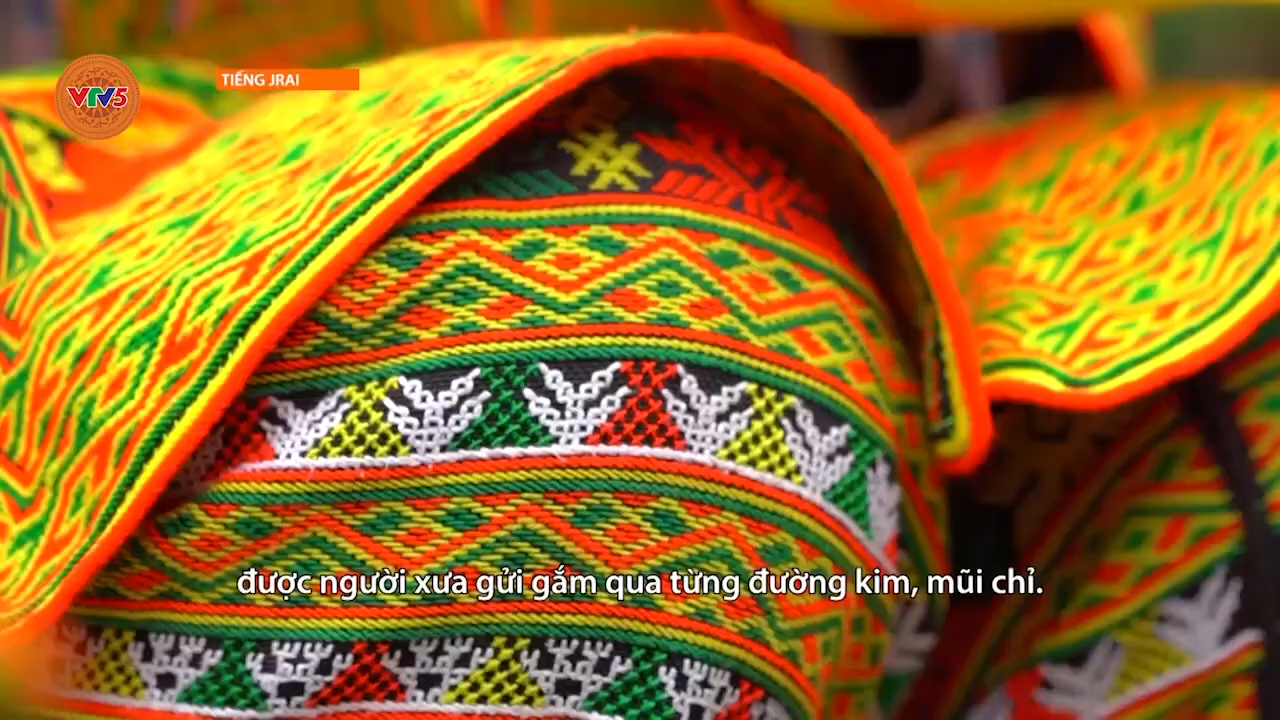 VTV5
TIẾNG JRAI
được người xưa gửi gắm qua từng đường kim, mũi chỉ.